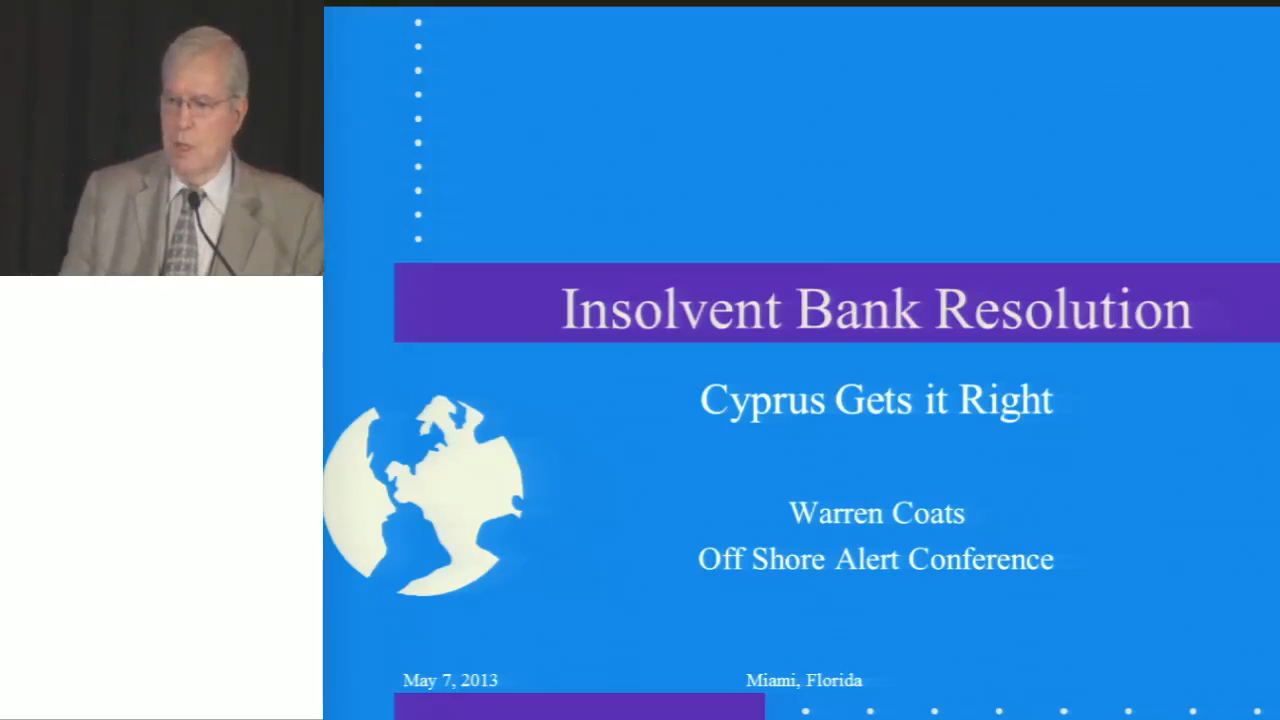 Insolvent Bank Resolution
Cyprus Gets it Right
Warren Coats
Off Shore Alert Conference
May 7, 2013
Miami, Florida